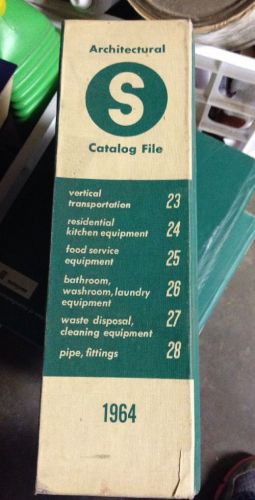 Architectural
S
Catalog File
vertical
transportation 23
residential
kitchen equipment 24
food service
equipment 25
bathroom,
washroom, laundry
equipment 26
waste disposal,
cleaning equipment 27
pipe, fittings 28
1964